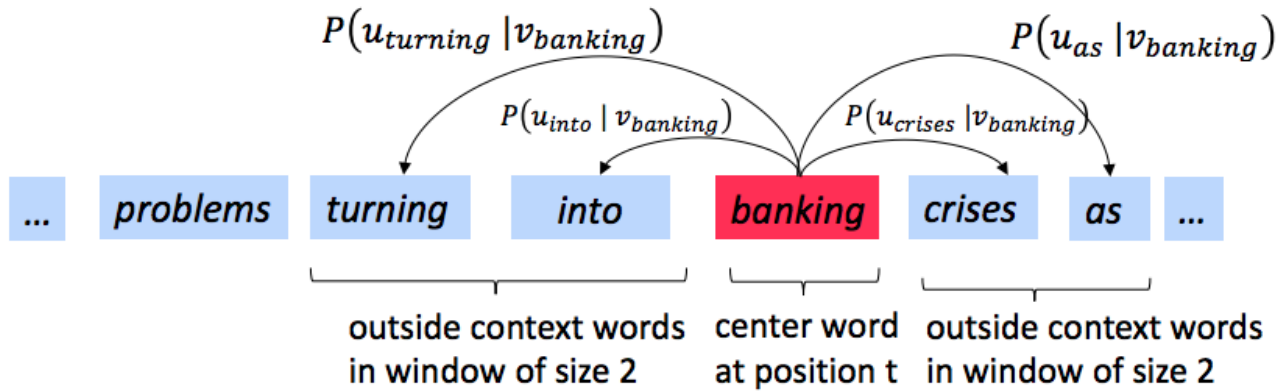 P(u_turning | v_banking)
P(u_as | v_banking)
P(u_into | v_banking)
P(u_crises | v_banking)
... problems turning into banking crises as ...
outside context words
in window of size 2
center word
at position t
outside context words
in window of size 2